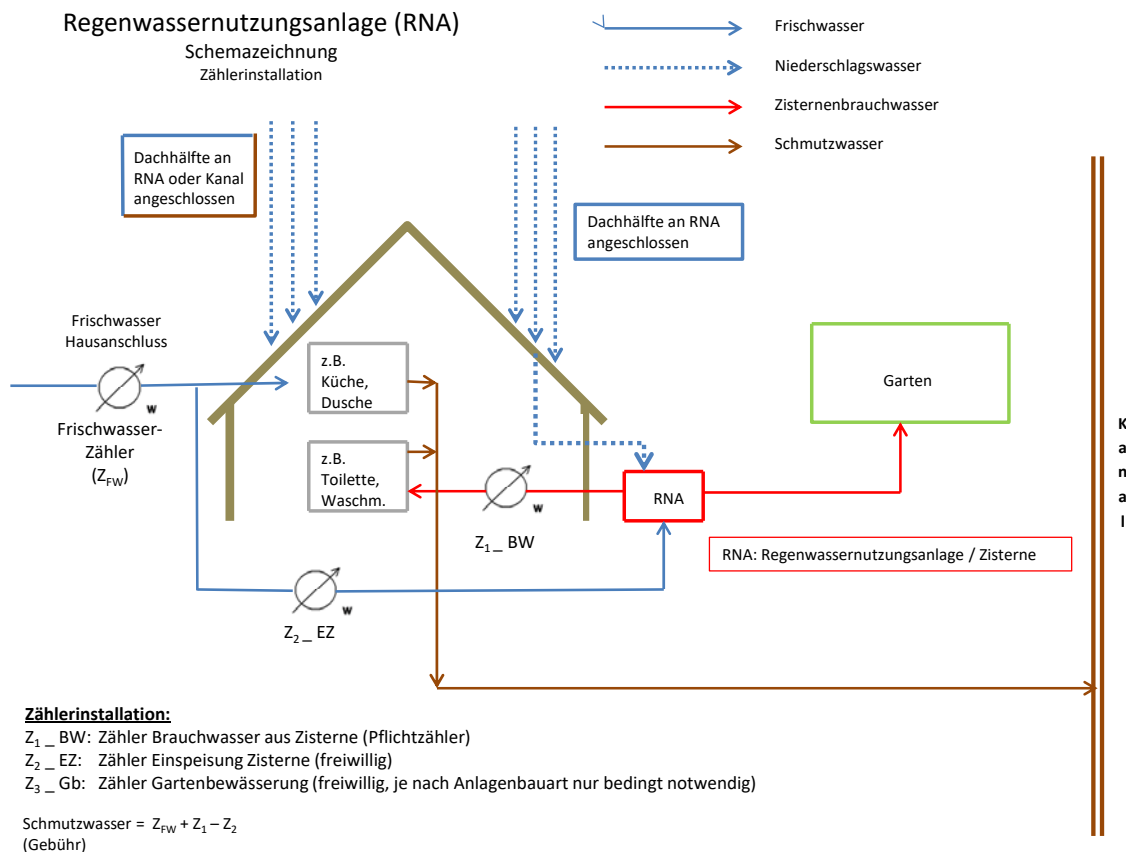 Regenwassernutzungsanlage (RNA)
Schemazeichnung
Zählerinstallation
Frischwasser
Niederschlagswasser
Zisternenbrauchwasser
Schmutzwasser
Dachhälfte an
RNA oder Kanal
angeschlossen
Dachhälfte an RNA
angeschlossen
Frischwasser
Hausanschluss
w
Frischwasser-
Zähler
(Z_FW)
z.B.
Küche,
Dusche
z.B.
Toilette,
Waschm.
w
Z₁ _ BW
RNA
Garten
Kanal
RNA: Regenwassernutzungsanlage / Zisterne
w
Z₂ _ EZ
Zählerinstallation:
Z₁ _ BW: Zähler Brauchwasser aus Zisterne (Pflichtzähler)
Z₂ _ EZ: Zähler Einspeisung Zisterne (freiwillig)
Z₃ _ Gb: Zähler Gartenbewässerung (freiwillig, je nach Anlagenbauart nur bedingt notwendig)
Schmutzwasser = Z_FW + Z₁ – Z₂
(Gebühr)